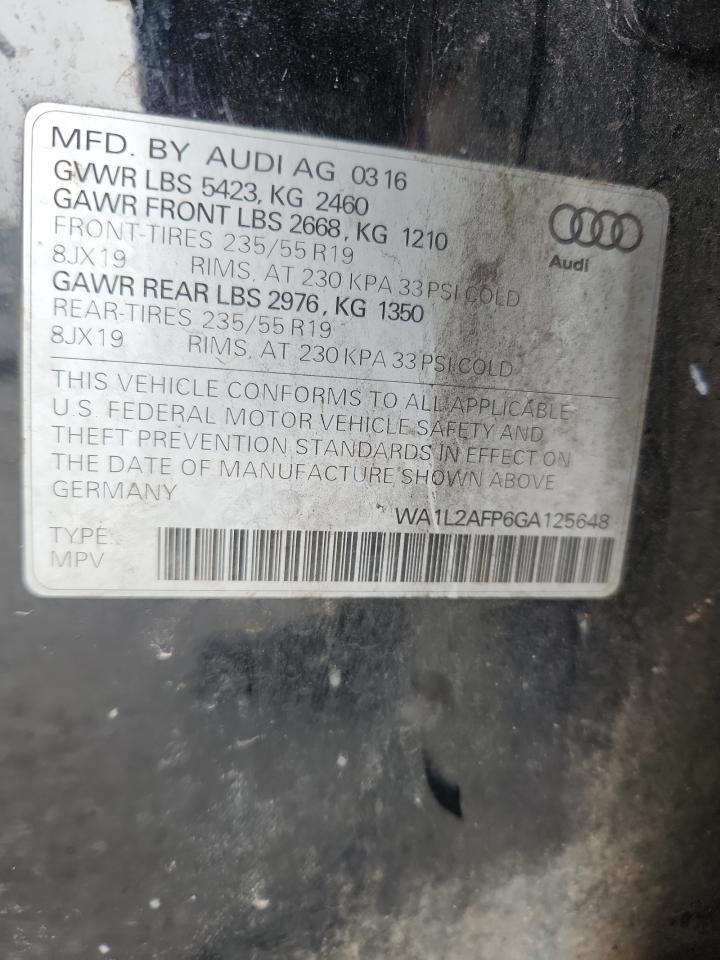 MFD. BY AUDI AG 0316
GVWR LBS 5423, KG 2460
GAWR FRONT LBS 2668, KG 1210
FRONT-TIRES 235/55 R19
8JX19 RIMS, AT 230 KPA 33 PSI COLD
GAWR REAR LBS 2976, KG 1350
REAR-TIRES 235/55 R19
8JX19 RIMS, AT 230 KPA 33 PSI COLD
Audi
THIS VEHICLE CONFORMS TO ALL APPLICABLE
U.S. FEDERAL MOTOR VEHICLE SAFETY AND
THEFT PREVENTION STANDARDS IN EFFECT ON
THE DATE OF MANUFACTURE SHOWN ABOVE
GERMANY
WA1L2AFP6GA125648
TYPE:
MPV